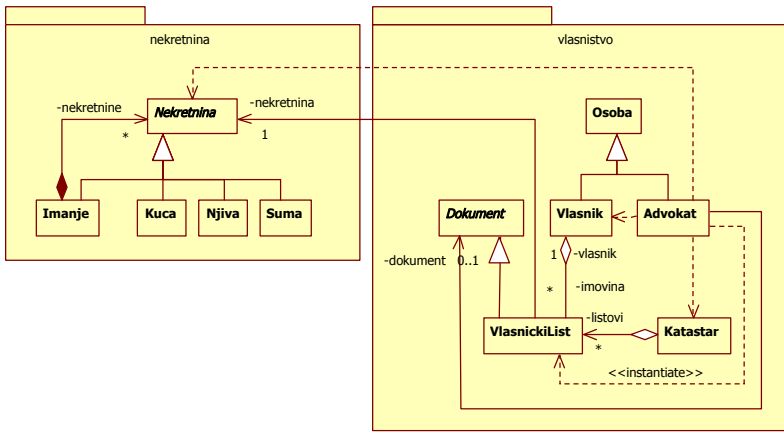 nekretnina
vlasnistvo
-nekretnine
Nekretnina
-nekretnina
*
1
Osoba
Imanje
Kuca
Njiva
Suma
Dokument
Vlasnik
Advokat
-dokument
0..1
1
-vlasnik
*
-imovina
-listovi
VlasnickiList
*
Katastar
<<instantiate>>